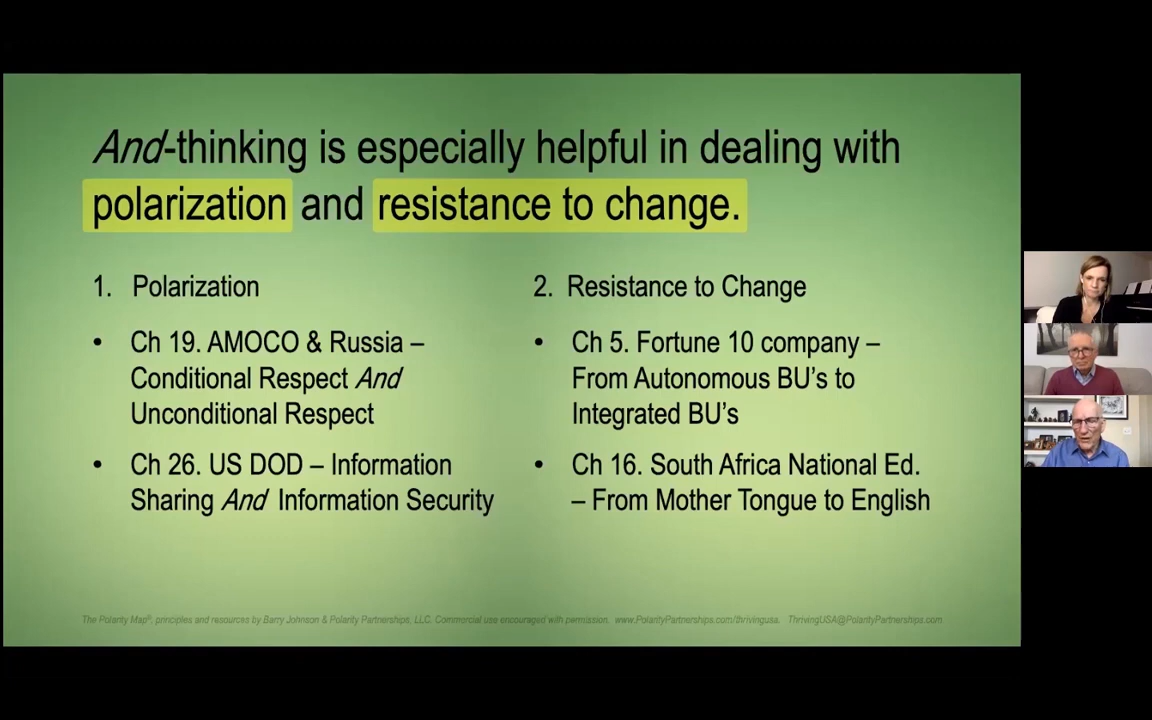 And-thinking is especially helpful in dealing with
polarization and resistance to change.
1. Polarization
• Ch 19. AMOCO & Russia –
Conditional Respect And
Unconditional Respect
• Ch 26. US DOD – Information
Sharing And Information Security
2. Resistance to Change
• Ch 5. Fortune 10 company –
From Autonomous BU's to
Integrated BU's
• Ch 16. South Africa National Ed.
– From Mother Tongue to English
The Polarity Map®, principles and resources by Barry Johnson & Polarity Partnerships, LLC. Commercial use encouraged with permission. www.PolarityPartnerships.com/thrivingusa. ThrivingUSA@PolarityPartnerships.com